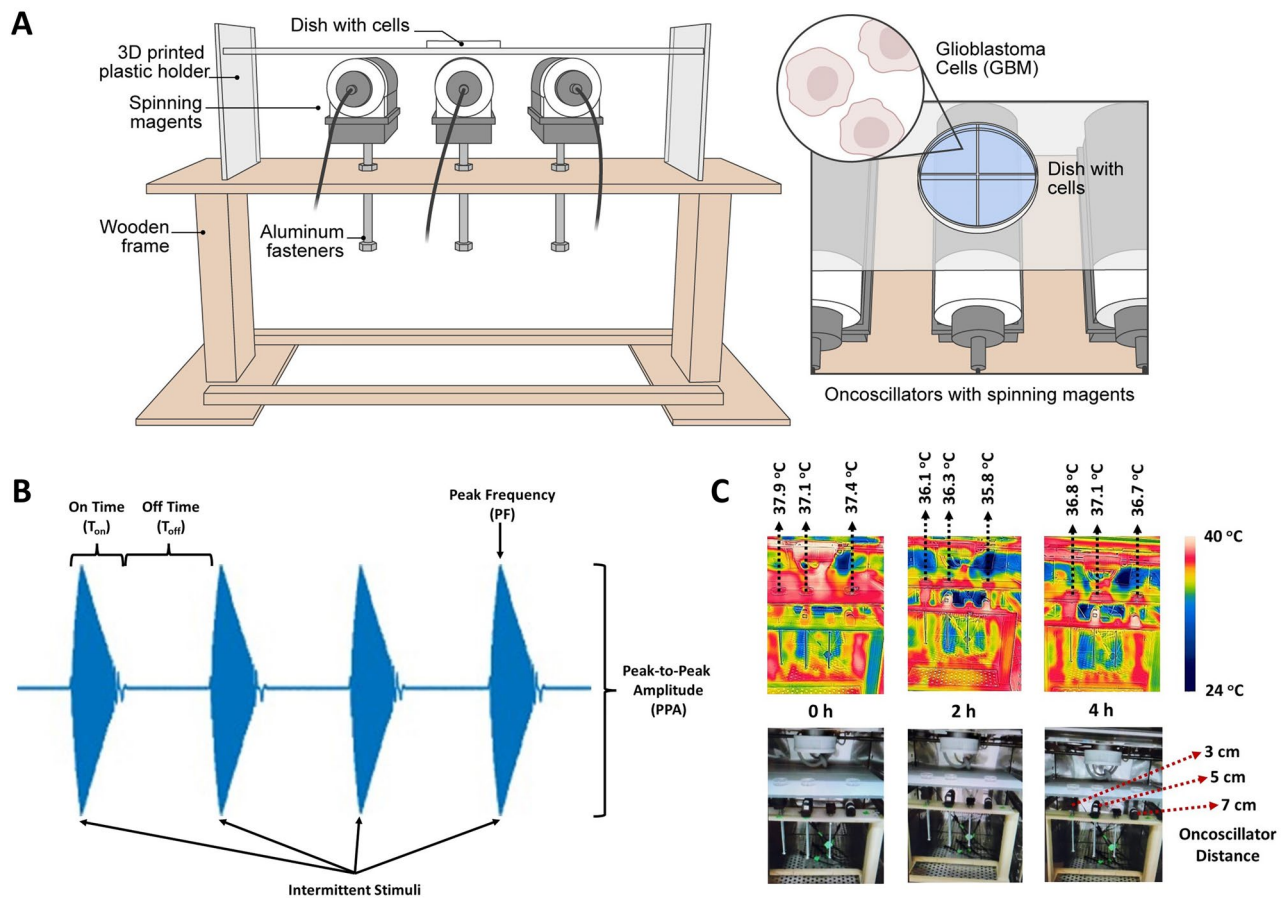 A
Dish with cells
3D printed
plastic holder
Spinning
magents
Wooden
frame
Aluminum
fasteners
Glioblastoma
Cells (GBM)
Dish with
cells
Oncoscillators with spinning magents
B
On Time
(Ton)
Off Time
(Toff)
Peak Frequency
(PF)
Peak-to-Peak
Amplitude
(PPA)
Intermittent Stimuli
C
37.9 °C
37.1 °C
37.4 °C
36.1 °C
36.3 °C
35.8 °C
36.8 °C
37.1 °C
36.7 °C
40 °C
24 °C
0 h
2 h
4 h
3 cm
5 cm
7 cm
Oncoscillator
Distance